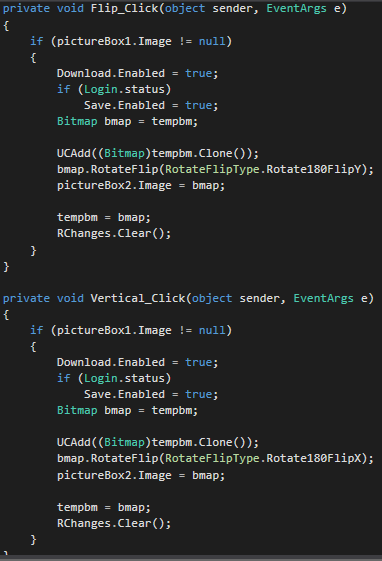 private void Flip_Click(object sender, EventArgs e)
{
    if (pictureBox1.Image != null)
    {
        Download.Enabled = true;
        if (Login.status)
            Save.Enabled = true;
        Bitmap bmap = tempbm;

        UCAdd((Bitmap)tempbm.Clone());
        bmap.RotateFlip(RotateFlipType.Rotate180FlipY);
        pictureBox2.Image = bmap;

        tempbm = bmap;
        RChanges.Clear();
    }
}

private void Vertical_Click(object sender, EventArgs e)
{
    if (pictureBox1.Image != null)
    {
        Download.Enabled = true;
        if (Login.status)
            Save.Enabled = true;
        Bitmap bmap = tempbm;

        UCAdd((Bitmap)tempbm.Clone());
        bmap.RotateFlip(RotateFlipType.Rotate180FlipX);
        pictureBox2.Image = bmap;

        tempbm = bmap;
        RChanges.Clear();
    }
}